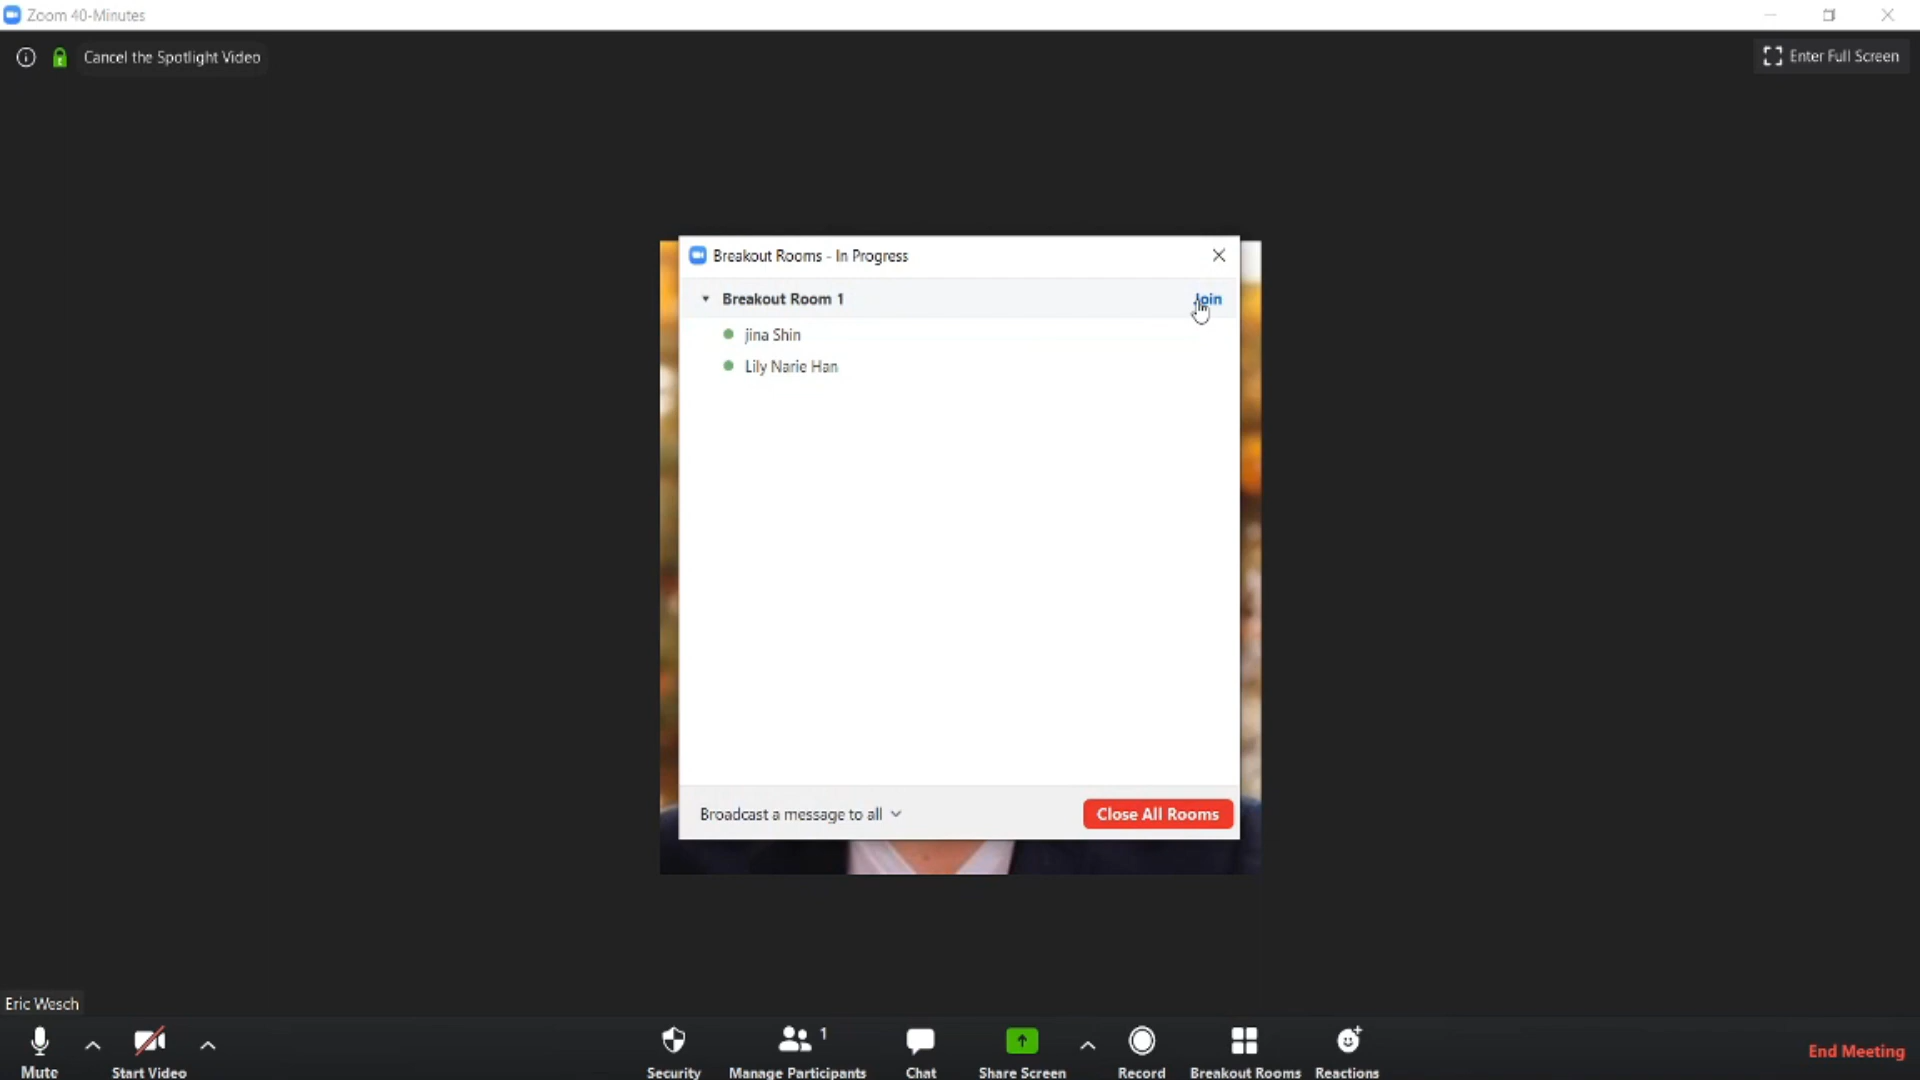 Zoom 40-Minutes
Cancel the Spotlight Video
Enter Full Screen
Breakout Rooms - In Progress
Breakout Room 1
Join
jina Shin
Lily Narie Han
Broadcast a message to all
Close All Rooms
Eric Wesch
1
Mute
Start Video
Security
Manage Participants
Chat
Share Screen
Record
Breakout Rooms
Reactions
End Meeting